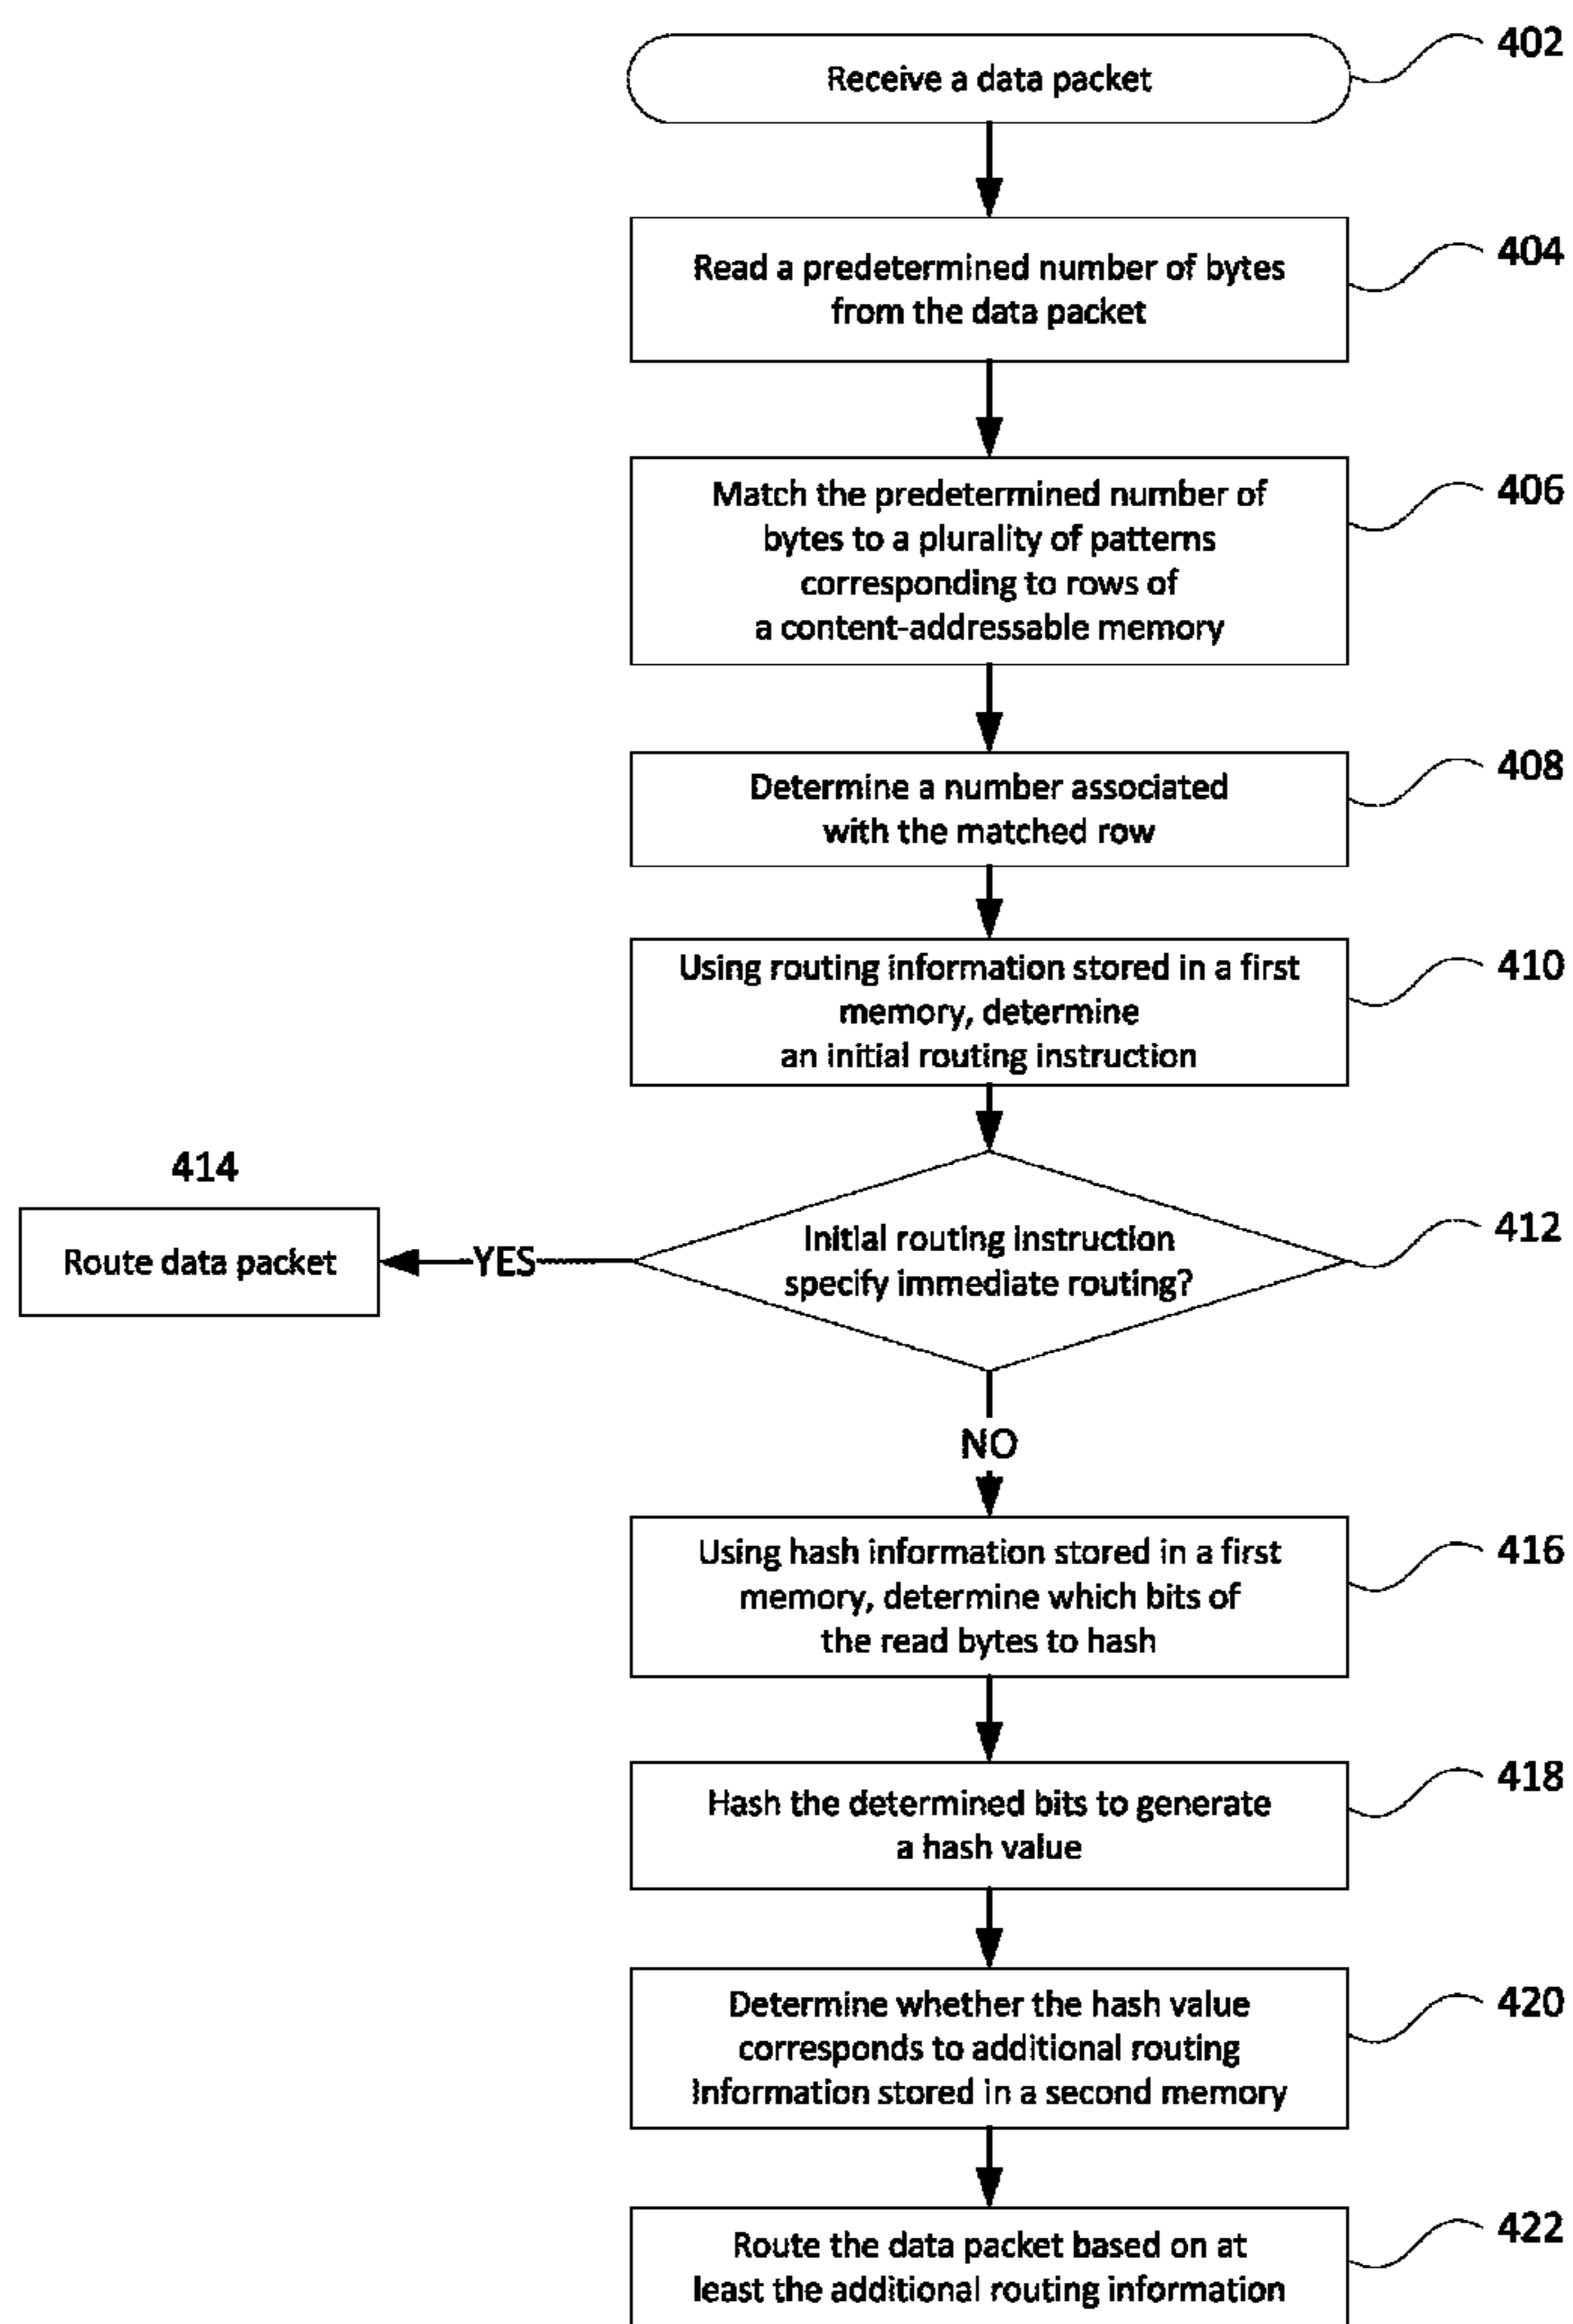 Receive a data packet
402
Read a predetermined number of bytes
from the data packet
404
Match the predetermined number of
bytes to a plurality of patterns
corresponding to rows of
a content-addressable memory
406
Determine a number associated
with the matched row
408
Using routing information stored in a first
memory, determine
an initial routing instruction
410
Initial routing instruction
specify immediate routing?
412
YES
414
Route data packet
NO
Using hash information stored in a first
memory, determine which bits of
the read bytes to hash
416
Hash the determined bits to generate
a hash value
418
Determine whether the hash value
corresponds to additional routing
Information stored in a second memory
420
Route the data packet based on at
least the additional routing information
422